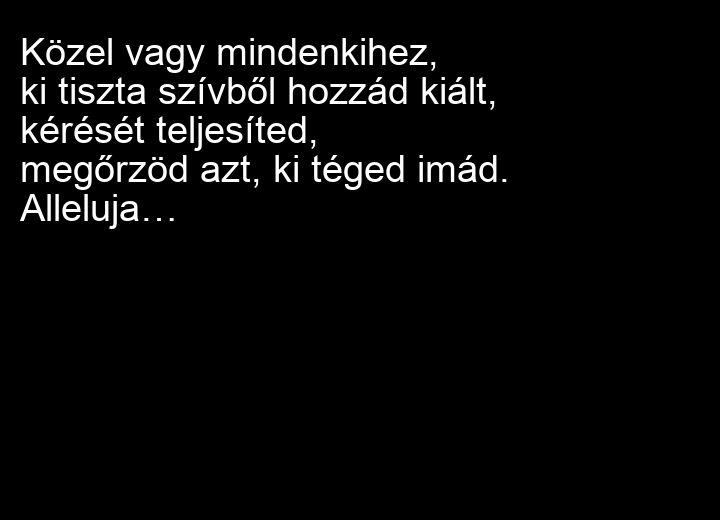 Közel vagy mindenkihez,
ki tiszta szívből hozzád kiált,
kérését teljesíted,
megőrzöd azt, ki téged imád.
Alleluja…